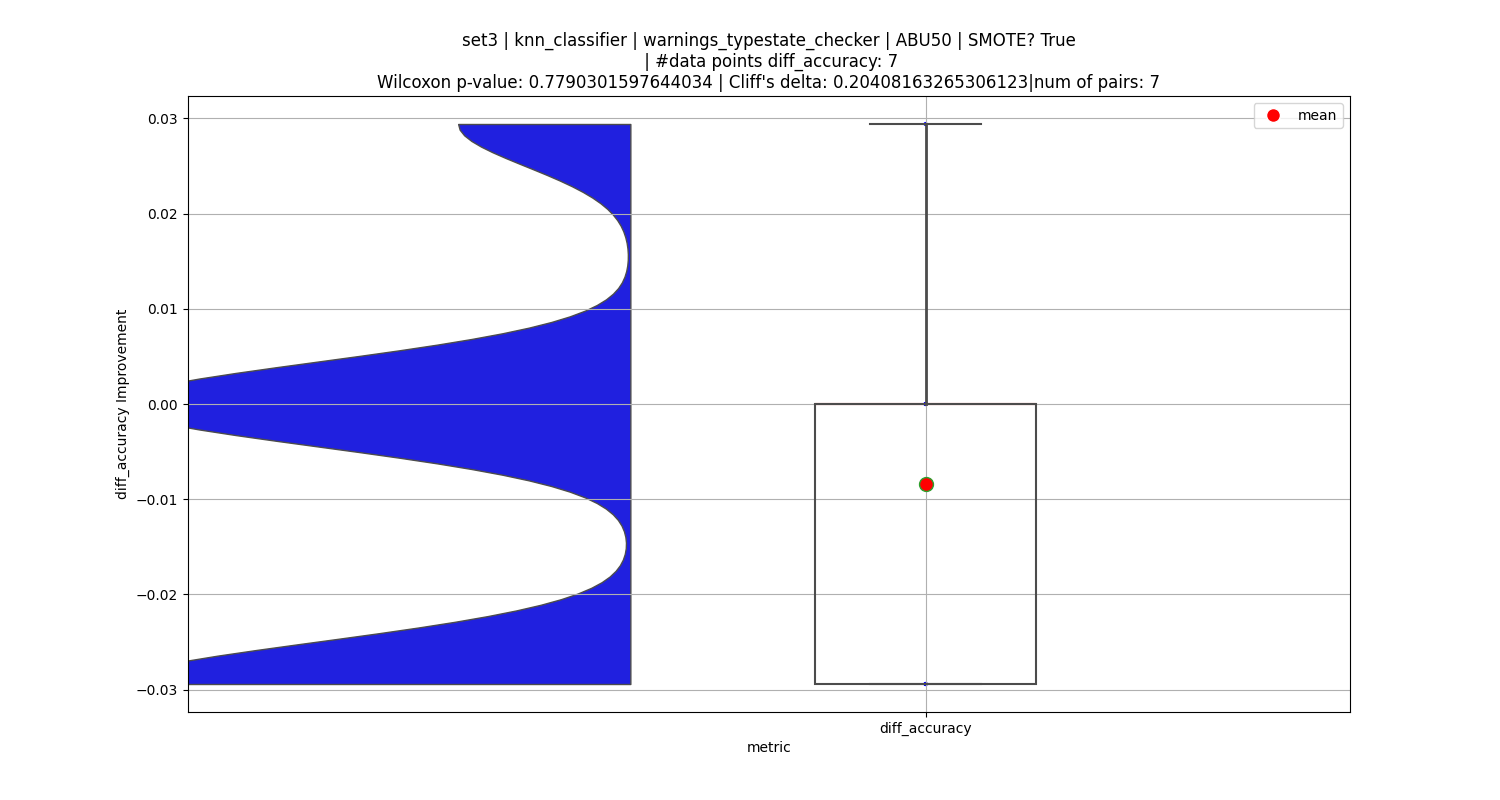 set3 | knn_classifier | warnings_typestate_checker | ABU50 | SMOTE? True
| #data points diff_accuracy: 7
Wilcoxon p-value: 0.7790301597644034 | Cliff's delta: 0.20408163265306123|num of pairs: 7
mean
0.03
0.02
0.01
0.00
−0.01
−0.02
−0.03
diff_accuracy Improvement
diff_accuracy
metric